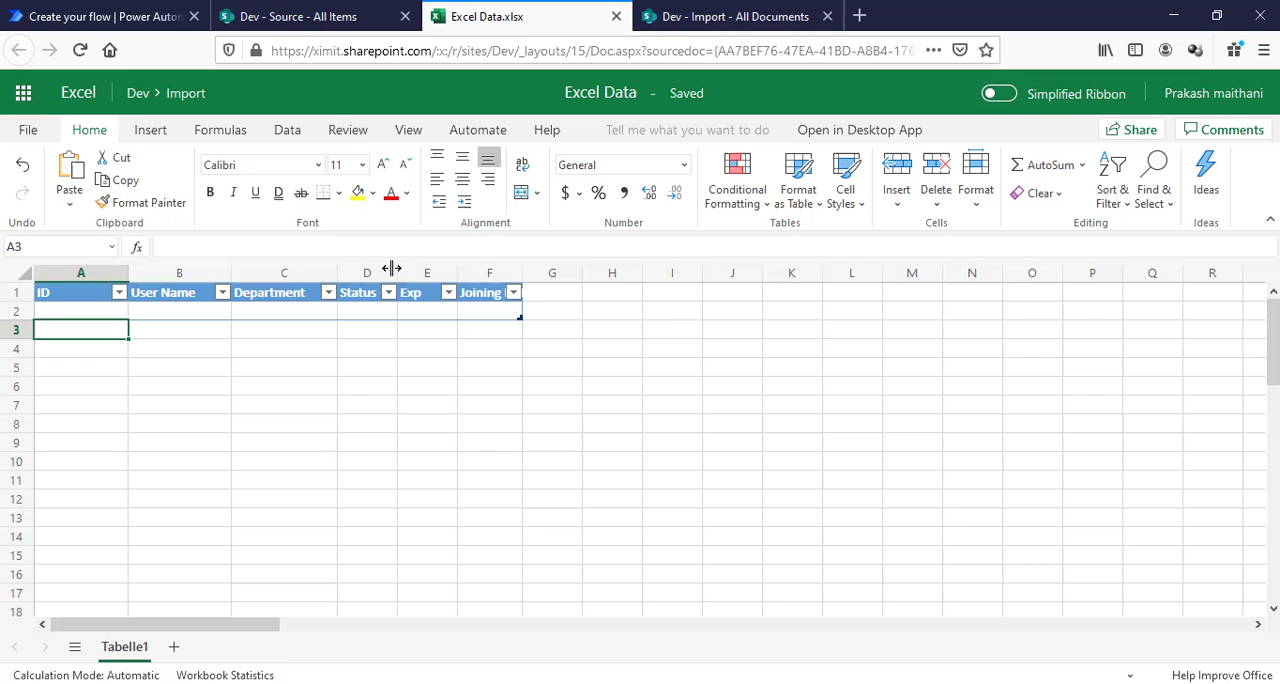 Create your flow | Power Auton
Dev - Source - All Items
Excel Data.xlsx
Dev - Import - All Documents
https://ximit.sharepoint.com/:x:/r/sites/Dev/_layouts/15/Doc.aspx?sourcedoc={AA7BEF76-47EA-41BD-A8B4-176
Excel
Dev > Import
Excel Data - Saved
Simplified Ribbon
Prakash maithani
File Home Insert Formulas Data Review View Automate Help Tell me what you want to do Open in Desktop App Share Comments
Undo
Paste
Cut
Copy
Format Painter
Clipboard
Calibri 11
B I U D ab A
Font
ab
Alignment
General
$ % ,
Number
Conditional Formatting
Format as Table
Cell Styles
Tables
Insert Delete Format
Cells
AutoSum
Clear
Sort & Filter
Find & Select
Editing
Ideas
Ideas
A3 fx
A B C D E F G H I J K L M N O P Q R
1 ID User Name Department Status Exp Joining
2
3
4
5
6
7
8
9
10
11
12
13
14
15
16
17
18
Tabelle1
Calculation Mode: Automatic Workbook Statistics Help Improve Office